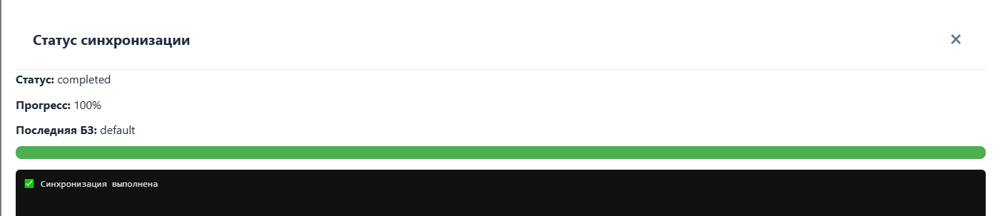 Статус синхронизации
Статус: completed
Прогресс: 100%
Последняя БЗ: default
✅ Синхронизация выполнена